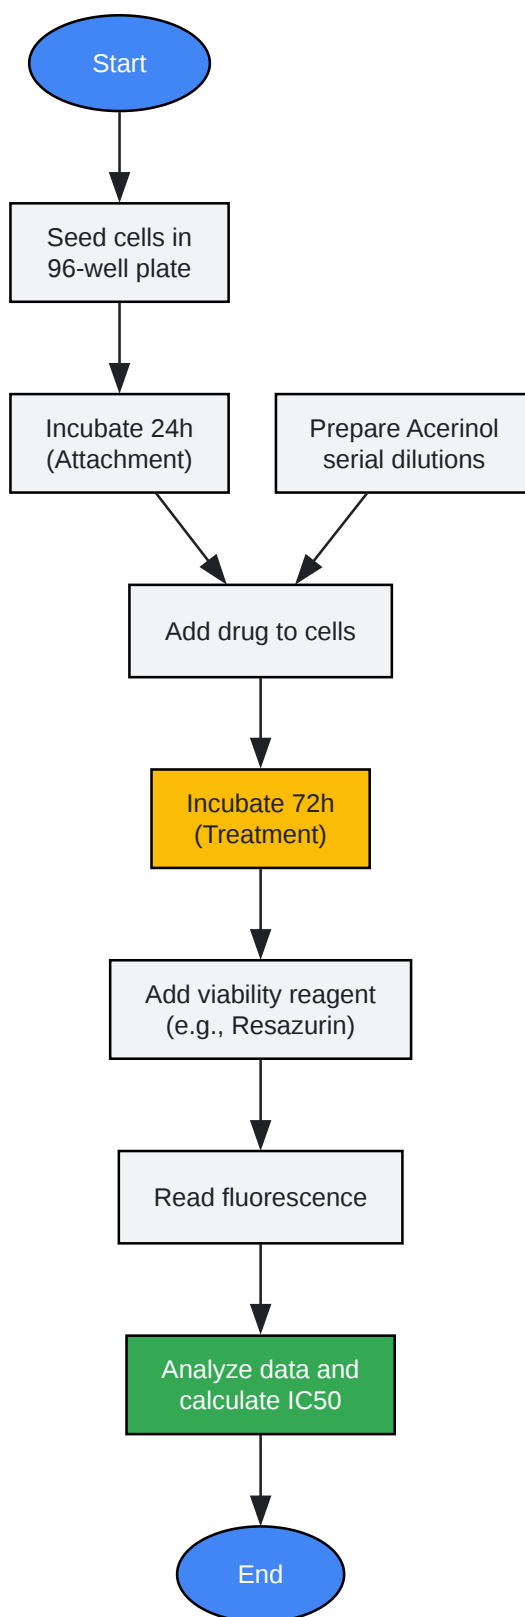 Start
Seed cells in
96-well plate
Incubate 24h
(Attachment)
Prepare Acerinol
serial dilutions
Add drug to cells
Incubate 72h
(Treatment)
Add viability reagent
(e.g., Resazurin)
Read fluorescence
Analyze data and
calculate IC50
End